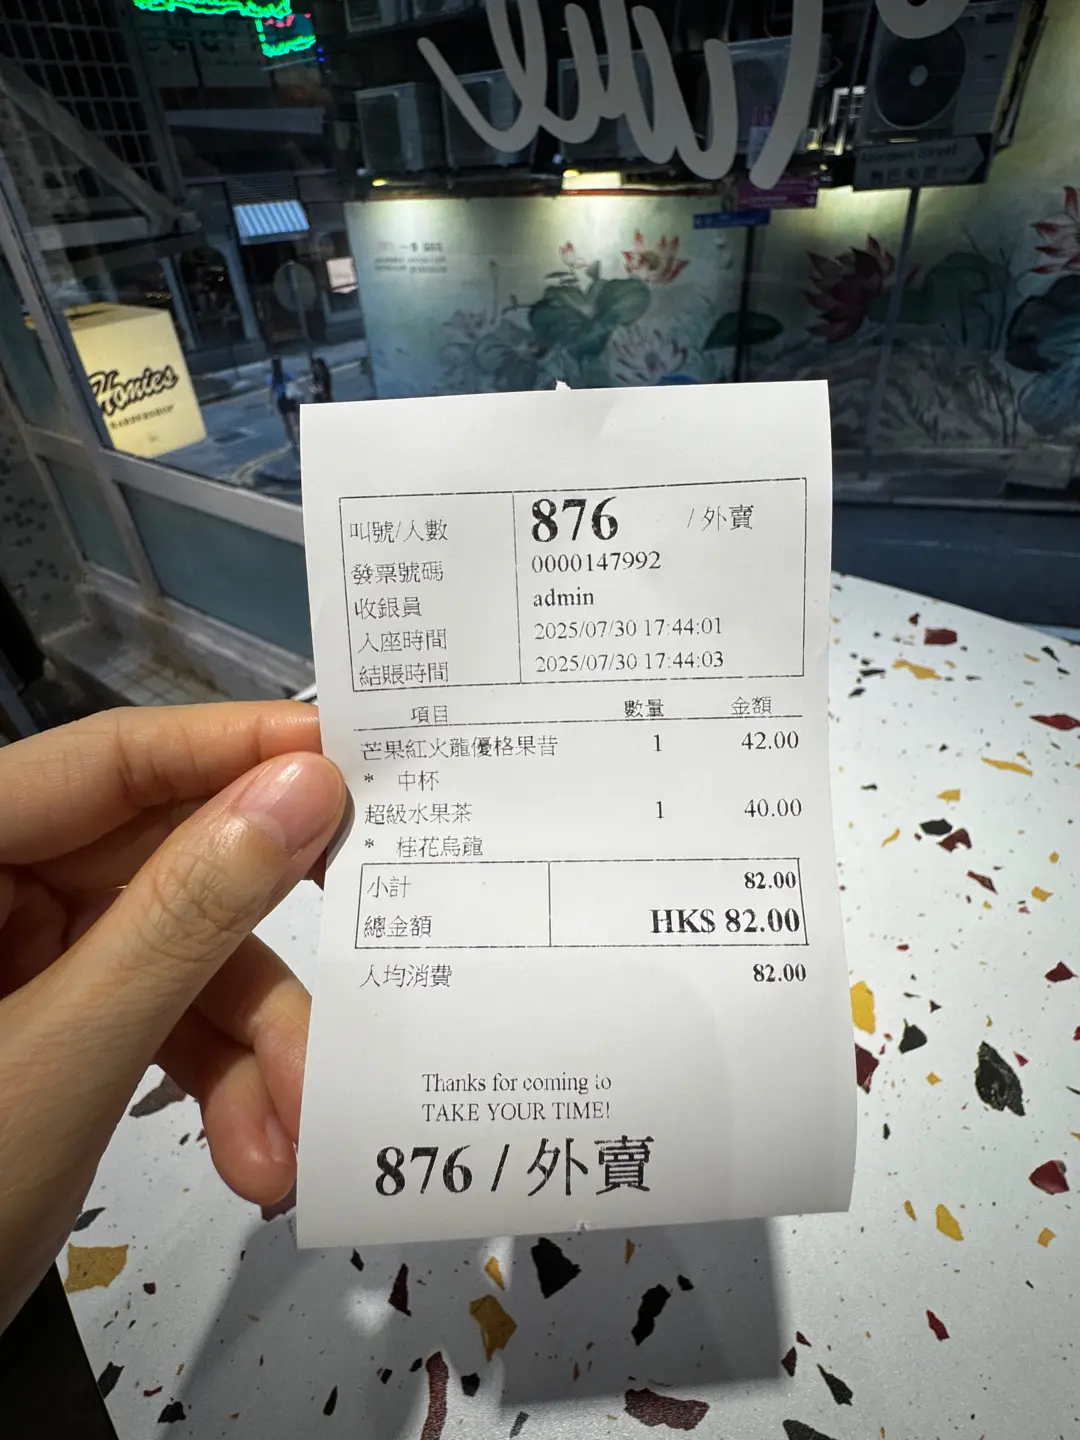 Homies
叫號/人數 876 /外賣
發票號碼 0000147992
收銀員 admin
入座時間 2025/07/30 17:44:01
結賬時間 2025/07/30 17:44:03
項目 數量 金額
芒果紅火龍優格果昔 1 42.00
* 中杯
超級水果茶 1 40.00
* 桂花烏龍
小計 82.00
總金額 HK$ 82.00
人均消費 82.00
Thanks for coming to
TAKE YOUR TIME!
876 / 外賣